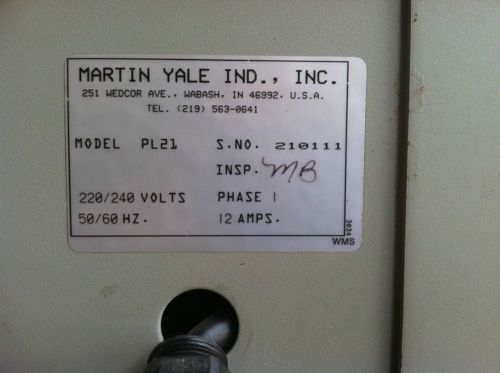 MARTIN YALE IND., INC.
251 WEDCOR AVE., WABASH, IN 46992, U.S.A.
TEL. (219) 563-0641
MODEL PL21 S.NO. 210111
INSP. MB
220/240 VOLTS PHASE 1
50/60 HZ. 12 AMPS.
3034
WMS